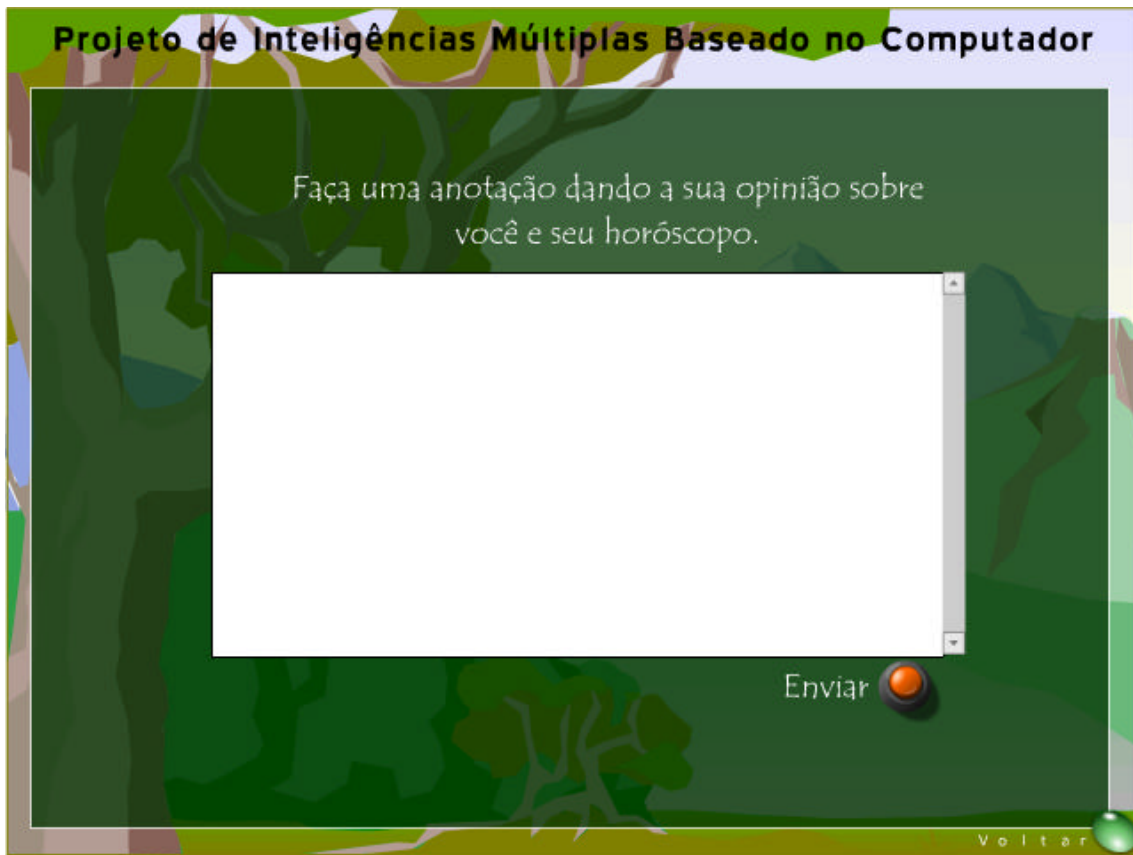 Projeto de Inteligências Múltiplas Baseado no Computador
Faça uma anotação dando a sua opinião sobre
você e seu horóscopo.
Enviar
Voltar